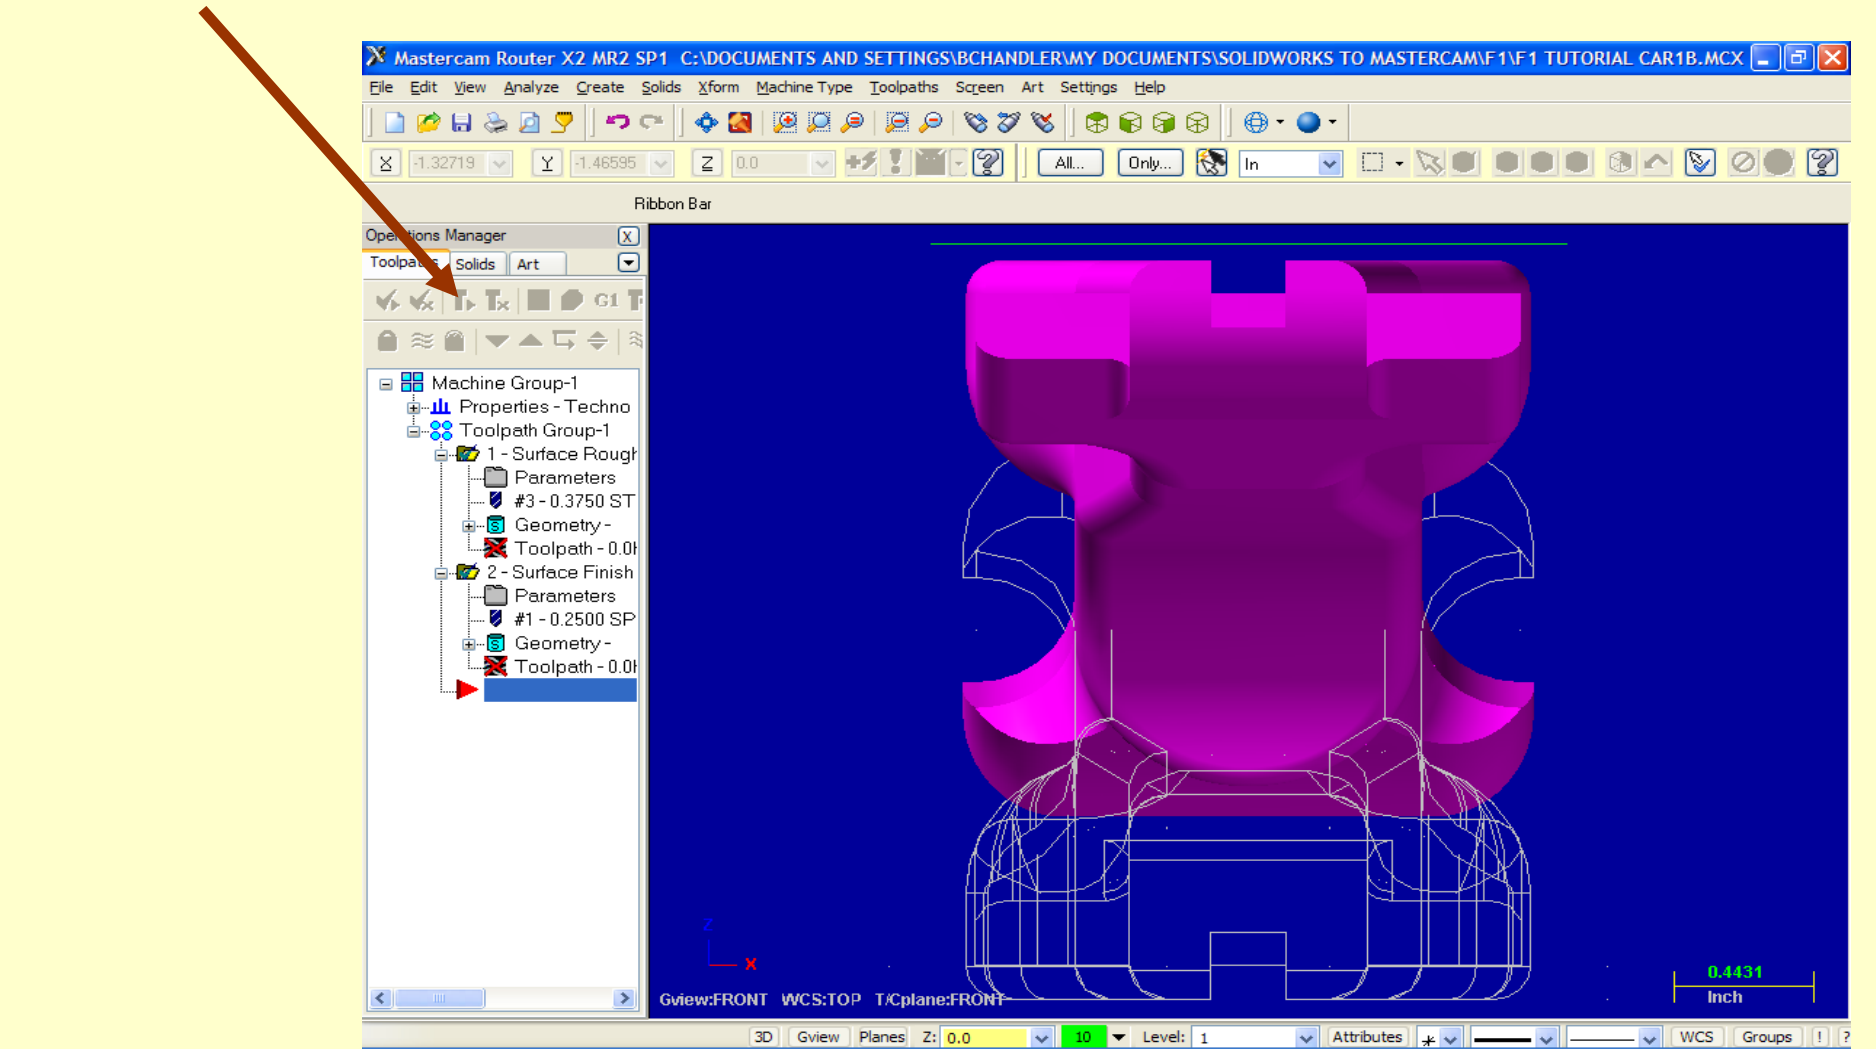 Mastercam Router X2 MR2 SP1 C:\DOCUMENTS AND SETTINGS\BCHANDLER\MY DOCUMENTS\SOLIDWORKS TO MASTERCAM\F1\F1 TUTORIAL CAR1B.MCX
File Edit View Analyze Create Solids Xform Machine Type Toolpaths Screen Art Settings Help
X -1.32719 Y -1.46595 Z 0.0 All... Only... In
Ribbon Bar
Operations Manager X
Toolpaths Solids Art
G1
Machine Group-1
Properties - Techno
Toolpath Group-1
1 - Surface Rough
Parameters
#3 - 0.3750 ST
Geometry -
Toolpath - 0.0
2 - Surface Finish
Parameters
#1 - 0.2500 SP
Geometry -
Toolpath - 0.0
Z
X
0.4431
Inch
Gview:FRONT WCS:TOP T/Cplane:FRONT
3D Gview Planes Z: 0.0 10 Level: 1 Attributes WCS Groups ! ?